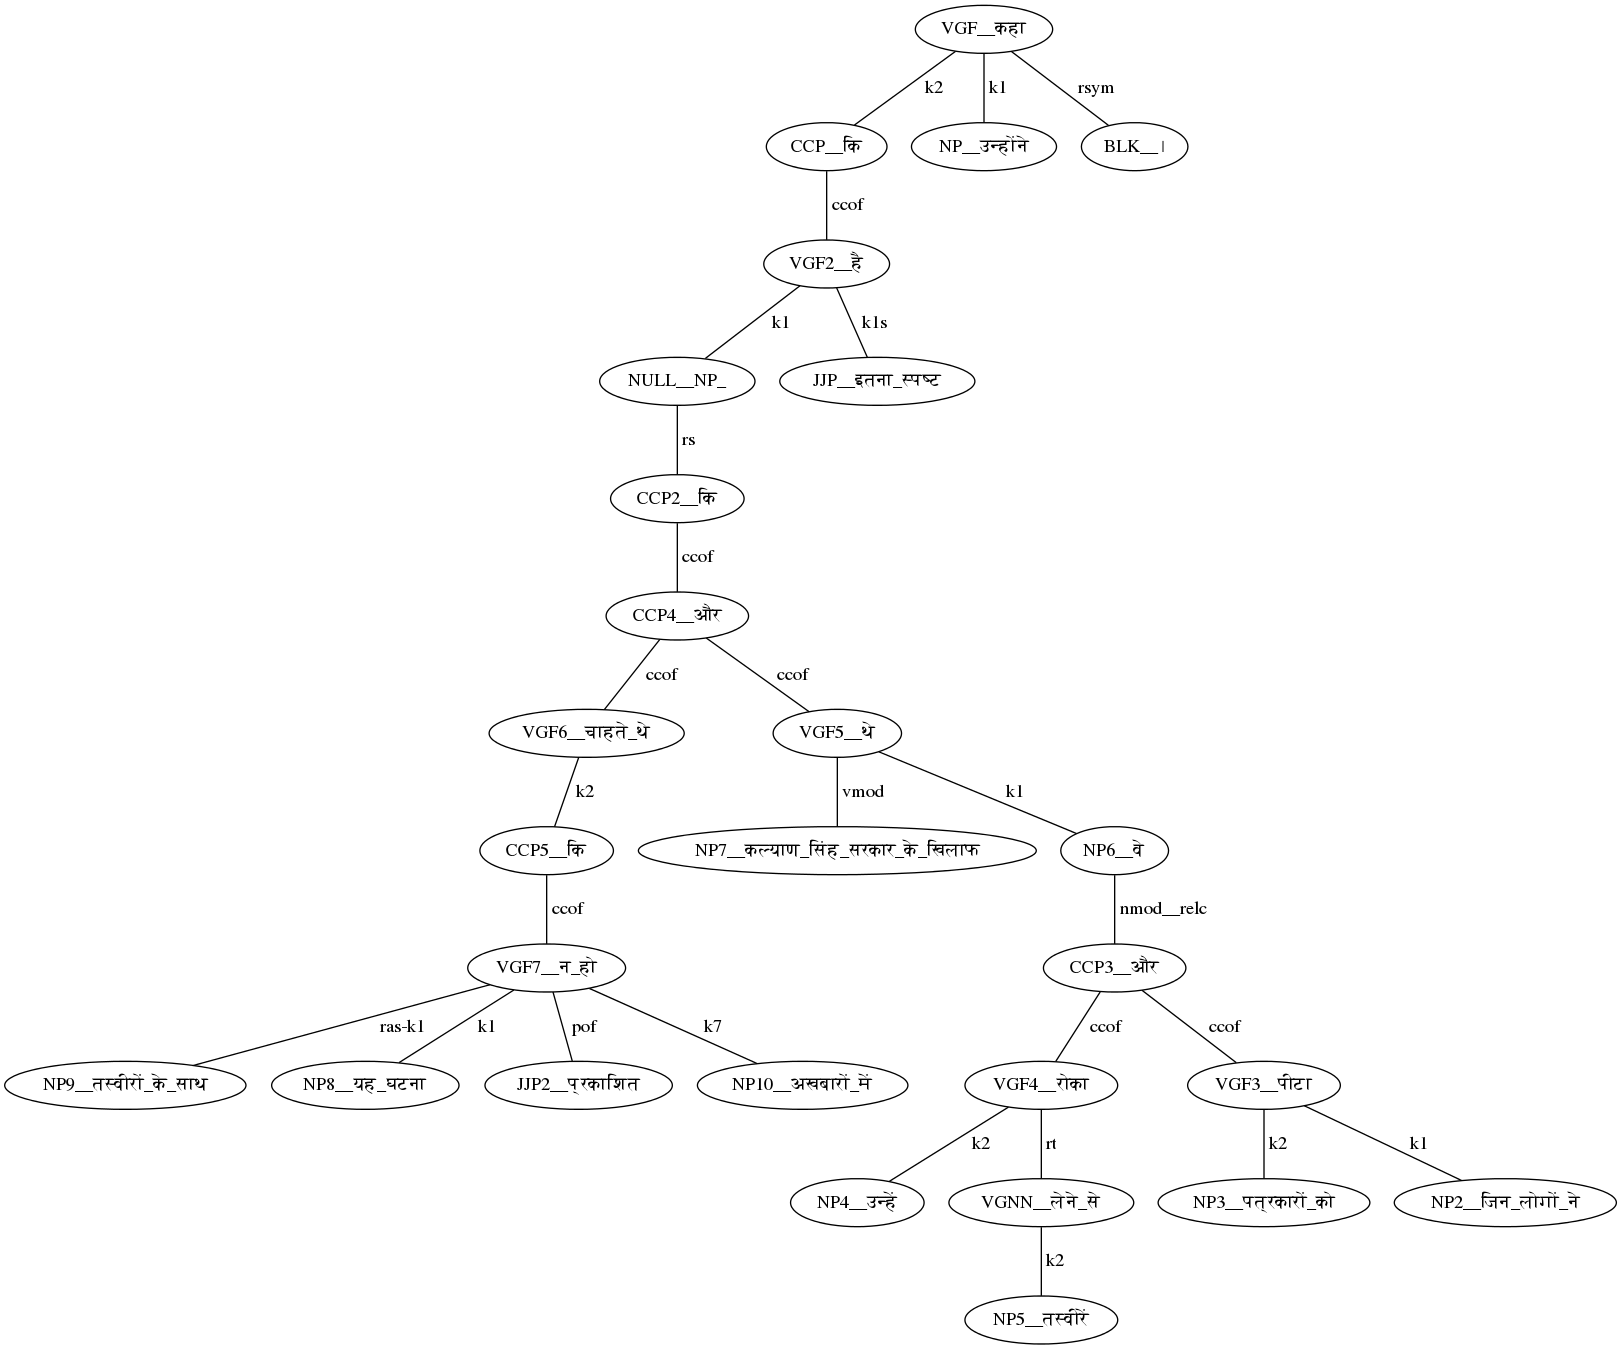 VGF__कहा
k2 k1 rsym
CCP__कि NP__उन्होंने BLK__।
ccof
VGF2__है
k1 k1s
NULL__NP_ JJP__इतना_स्पष्ट
rs
CCP2__कि
ccof
CCP4__और
ccof ccof
VGF6__चाहते_थे VGF5__थे
k2 vmod k1
CCP5__कि NP7__कल्याण_सिंह_सरकार_के_खिलाफ NP6__वे
ccof nmod__relc
VGF7__न_हो CCP3__और
ras-k1 k1 pof k7 ccof ccof
NP9__तस्वीरों_के_साथ NP8__यह_घटना JJP2__प्रकाशित NP10__अखबारों_में VGF4__रोका VGF3__पीटा
k2 rt k2 k1
NP4__उन्हें VGNN__लेने_से NP3__पत्रकारों_को NP2__जिन_लोगों_ने
k2
NP5__तस्वीरें